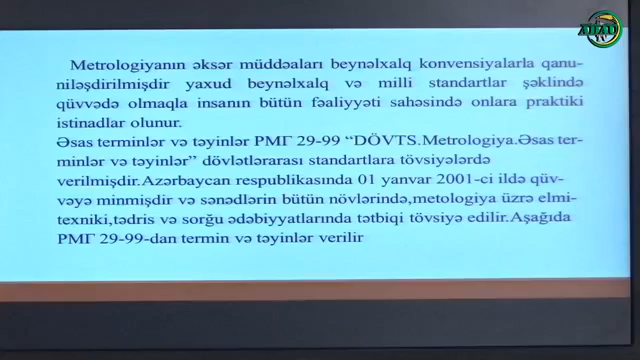 Metrologiyanın əksər müddəaları beynəlxalq konvensiyalarla qanu-
niləşdirilmişdir yaxud beynəlxalq və milli standartlar şəklində
qüvvədə olmaqla insanın bütün fəaliyyəti sahəsində onlara praktiki
istinadlar olunur.
Əsas terminlər və təyinlər РМГ 29-99 “DÖVTS.Metrologiya.Əsas ter-
minlər və təyinlər” dövlətlərarası standartlara tövsiyələrdə
verilmişdir.Azərbaycan respublikasında 01 yanvar 2001-ci ildə qüv-
vəyə minmişdir və sənədlərin bütün növlərində,metologiya üzrə elmi-
texniki,tədris və sorğu ədəbiyyatlarında tətbiqi tövsiyə edilir.Aşağıda
РМГ 29-99-dan termin və təyinlər verilir